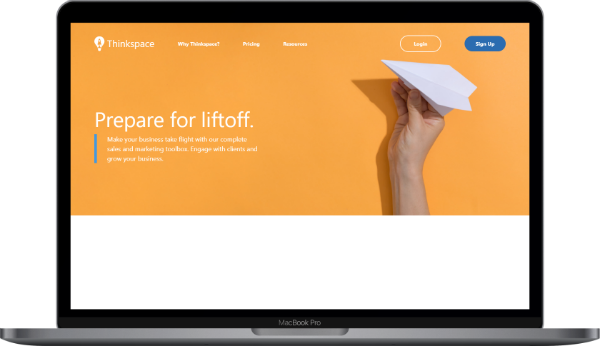 Thinkspace
Why Thinkspace?
Pricing
Resources
Login
Sign Up
Prepare for liftoff.
Make your business take flight with our complete
sales and marketing toolbox. Engage with clients and
grow your business.
MacBook Pro